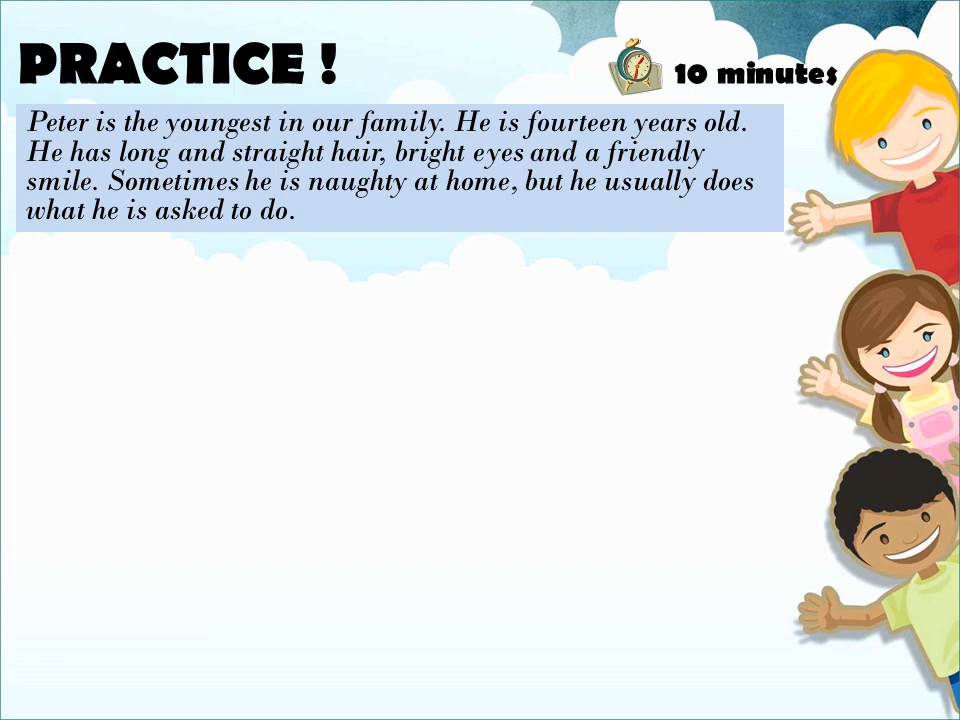 PRACTICE !
10 minutes
Peter is the youngest in our family. He is fourteen years old.
He has long and straight hair, bright eyes and a friendly
smile. Sometimes he is naughty at home, but he usually does
what he is asked to do.